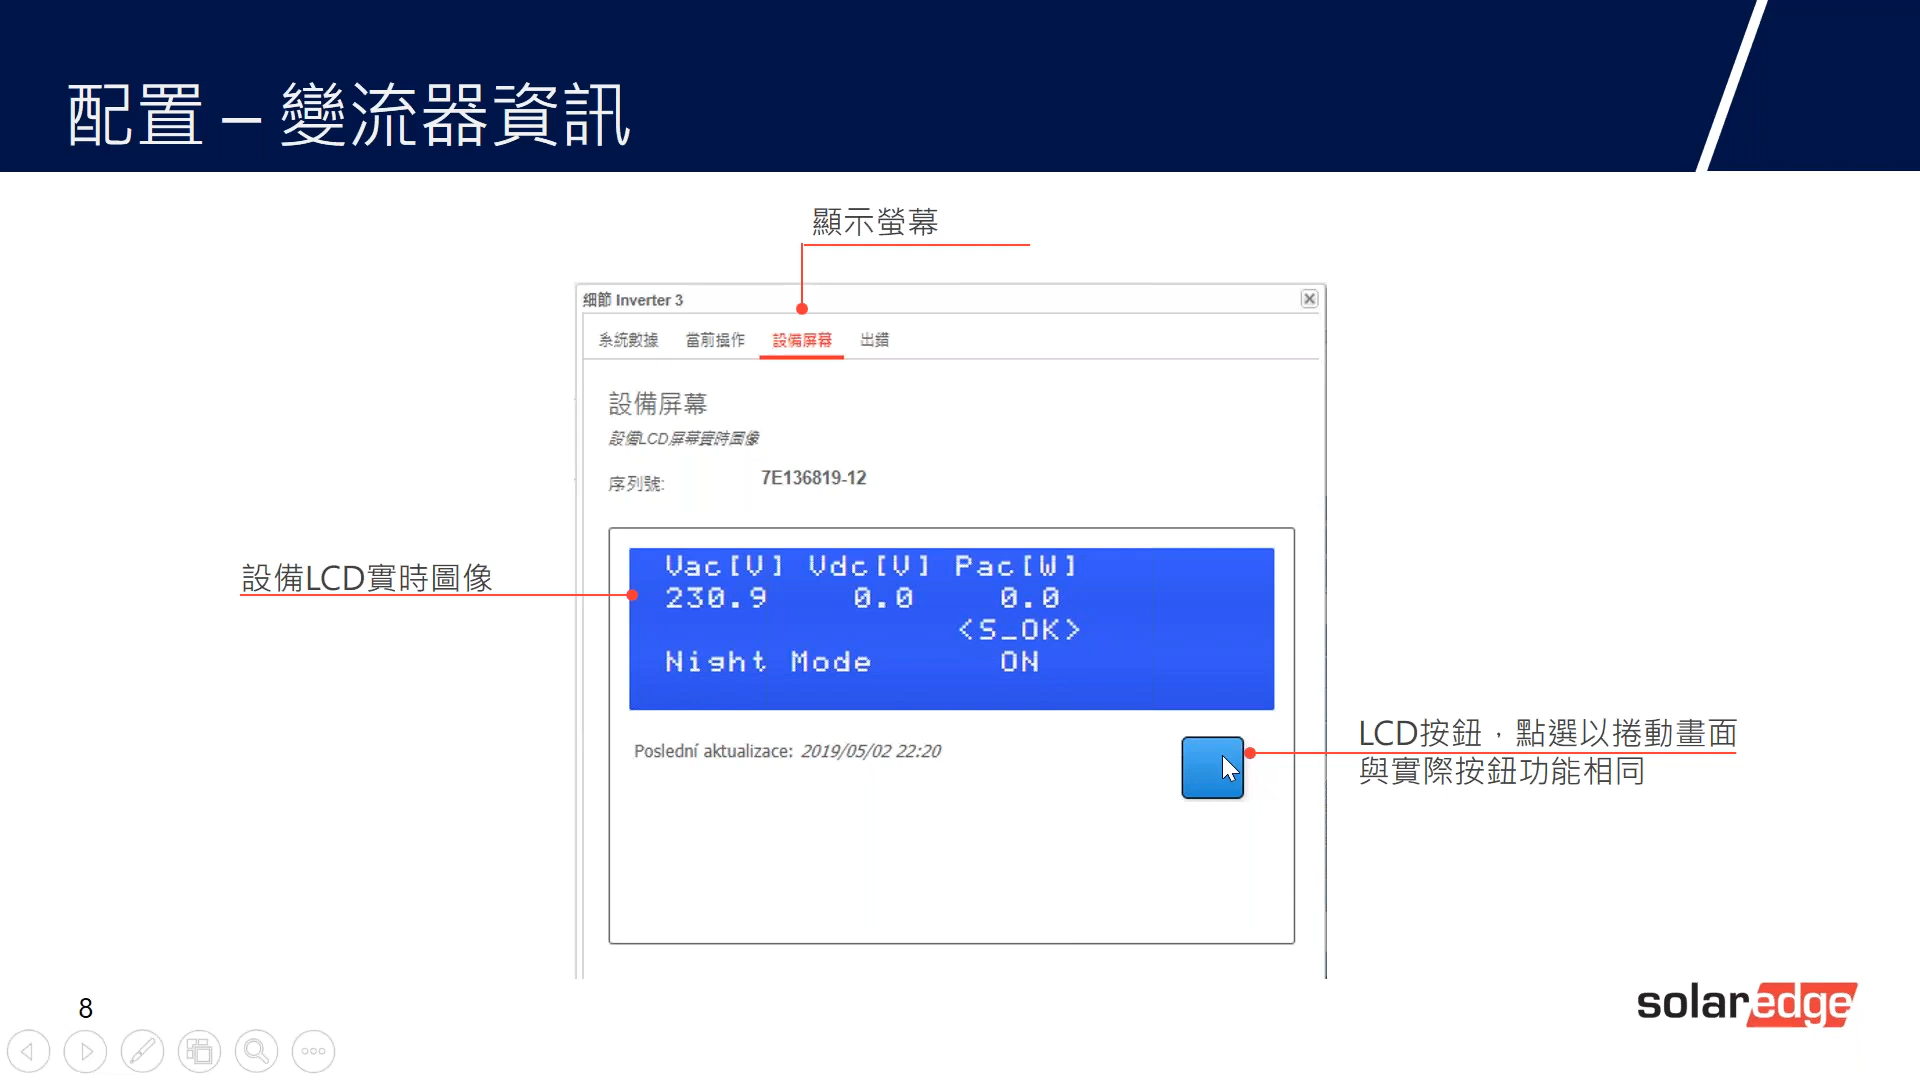 配置 – 變流器資訊
顯示螢幕
細節 Inverter 3
系統數據 當前操作 設備屏幕 出錯
設備屏幕
設備LCD屏幕實時圖像
序列號: 7E136819-12
設備LCD實時圖像
Vac[V] Vdc[V] Pac[W]
230.9 0.0 0.0
<S_OK>
Night Mode ON
LCD按鈕，點選以捲動畫面
與實際按鈕功能相同
Poslední aktualizace: 2019/05/02 22:20
8
solaredge